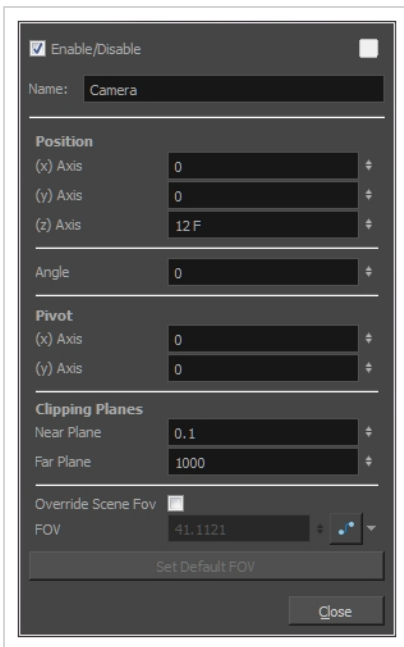 Enable/Disable
Name: Camera
Position
(x) Axis 0
(y) Axis 0
(z) Axis 12 F
Angle 0
Pivot
(x) Axis 0
(y) Axis 0
Clipping Planes
Near Plane 0.1
Far Plane 1000
Override Scene Fov
FOV 41.1121
Set Default FOV
Close